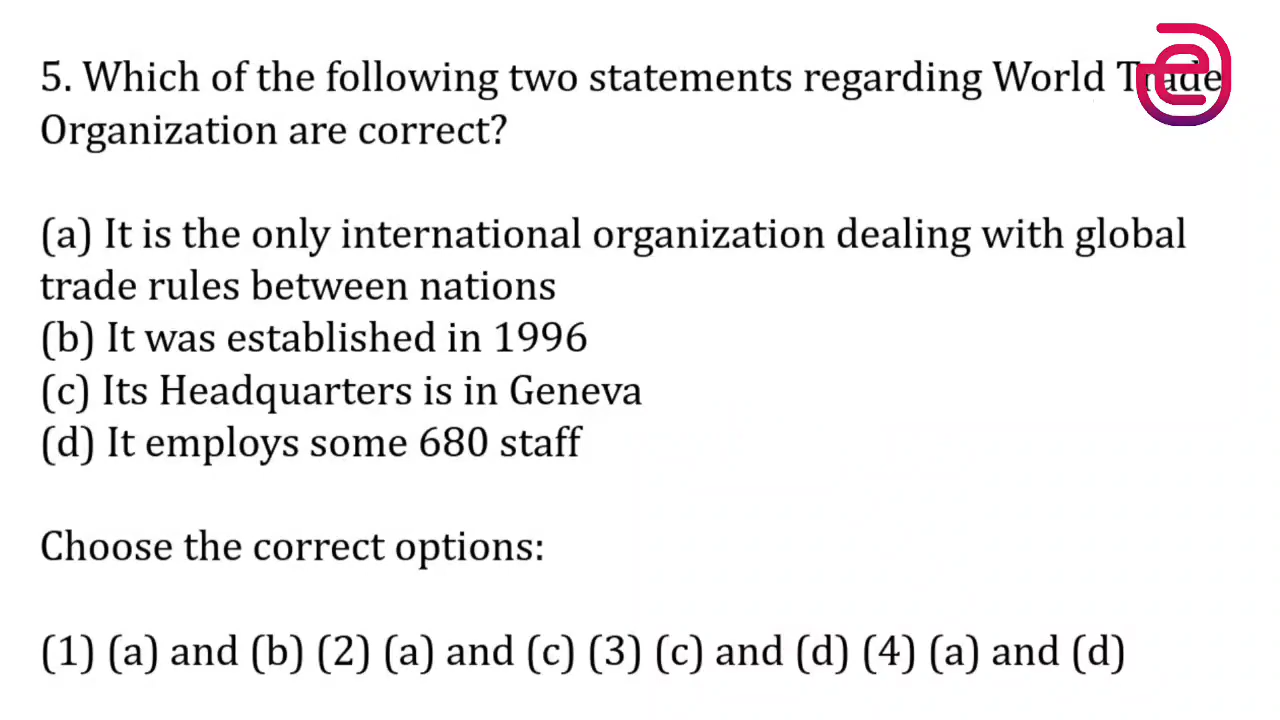 5. Which of the following two statements regarding World Trade
Organization are correct?
(a) It is the only international organization dealing with global
trade rules between nations
(b) It was established in 1996
(c) Its Headquarters is in Geneva
(d) It employs some 680 staff
Choose the correct options:
(1) (a) and (b) (2) (a) and (c) (3) (c) and (d) (4) (a) and (d)